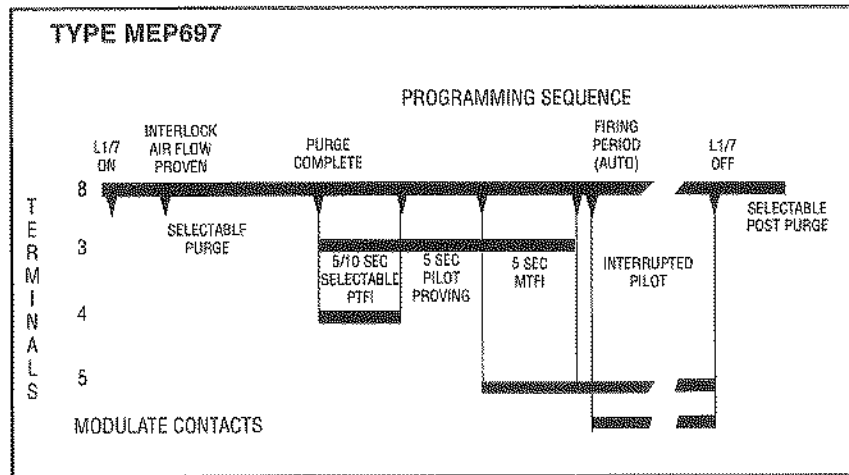 TYPE MEP697
PROGRAMMING SEQUENCE
L1/7
ON
INTERLOCK
AIR FLOW
PROVEN
PURGE
COMPLETE
FIRING
PERIOD
(AUTO)
L1/7
OFF
TERMINALS
8
SELECTABLE
PURGE
SELECTABLE
POST PURGE
3
5/10 SEC
SELECTABLE
PTFI
5 SEC
PILOT
PROVING
5 SEC
MTFI
INTERRUPTED
PILOT
4
5
MODULATE CONTACTS